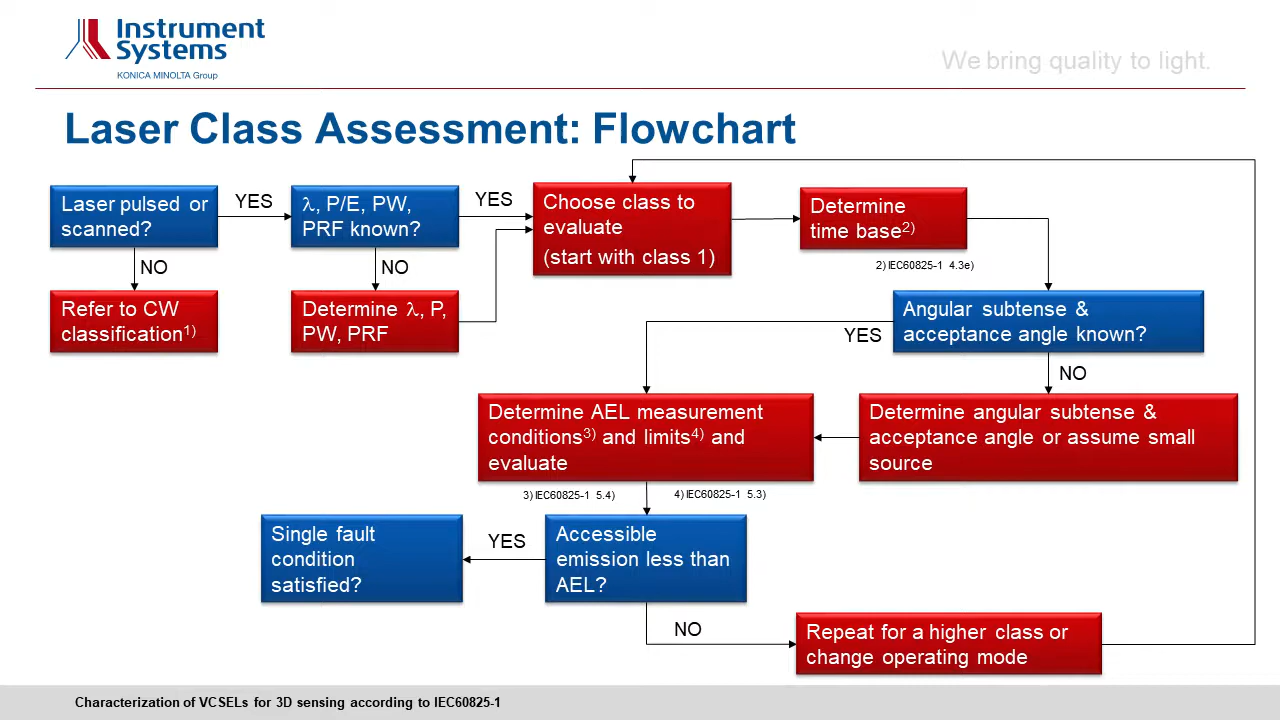 Instrument
Systems
KONICA MINOLTA Group
We bring quality to light.
Laser Class Assessment: Flowchart
Laser pulsed or
scanned?
YES
λ, P/E, PW,
PRF known?
YES
Choose class to
evaluate
(start with class 1)
Determine
time base2)
2) IEC60825-1 4.3e)
NO
NO
Refer to CW
classification1)
Determine λ, P,
PW, PRF
Angular subtense &
acceptance angle known?
YES
NO
Determine AEL measurement
conditions3) and limits4) and
evaluate
Determine angular subtense &
acceptance angle or assume small
source
3) IEC60825-1 5.4)
4) IEC60825-1 5.3)
Single fault
condition
satisfied?
YES
Accessible
emission less than
AEL?
NO
Repeat for a higher class or
change operating mode
Characterization of VCSELs for 3D sensing according to IEC60825-1